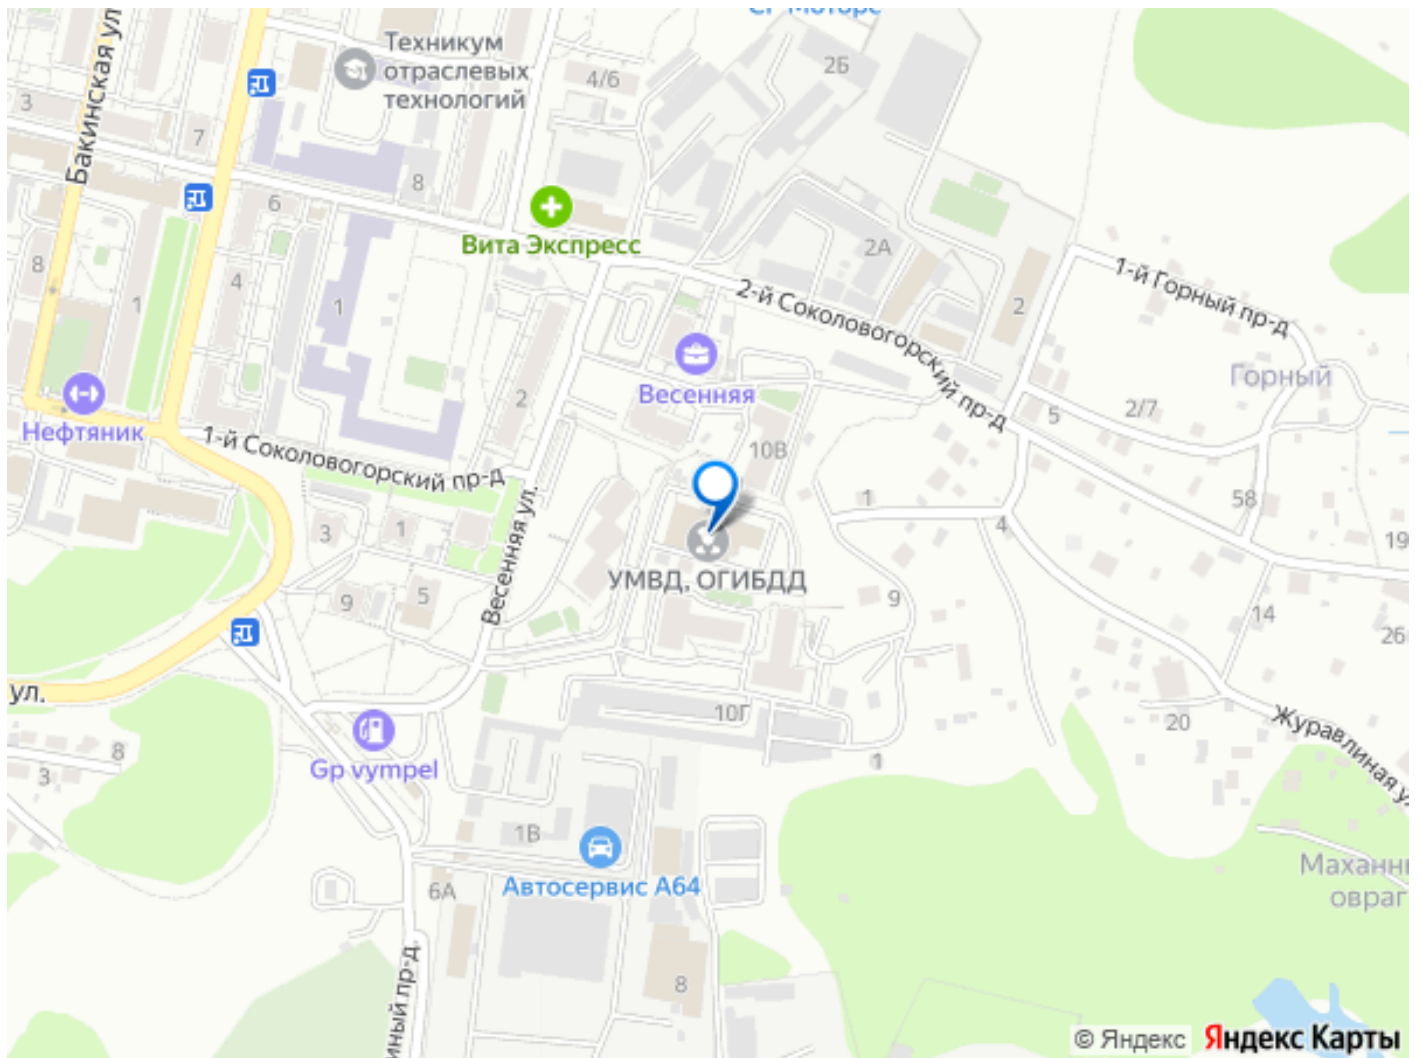 Техникум
отраслевых
технологий
4/6
2Б
Бакинская ул
3
7
8
6
Вита Экспресс
2А
1-й Горный пр-д
8
1
4
1
2-й Соколовогорский пр-д
2
Горный
Весенняя
2
5
2/7
Нефтяник
1-й Соколовогорский пр-д
10В
1
58
4
19
3
1
Весенняя ул.
УМВД, ОГИБДД
9
5
9
14
26
ул.
10Г
20
Журавлиная у
8
3
Gp vympel
1
1В
Автосервис А64
6А
Маханн
овраг
8
иный пр-д.
© Яндекс Яндекс Карты